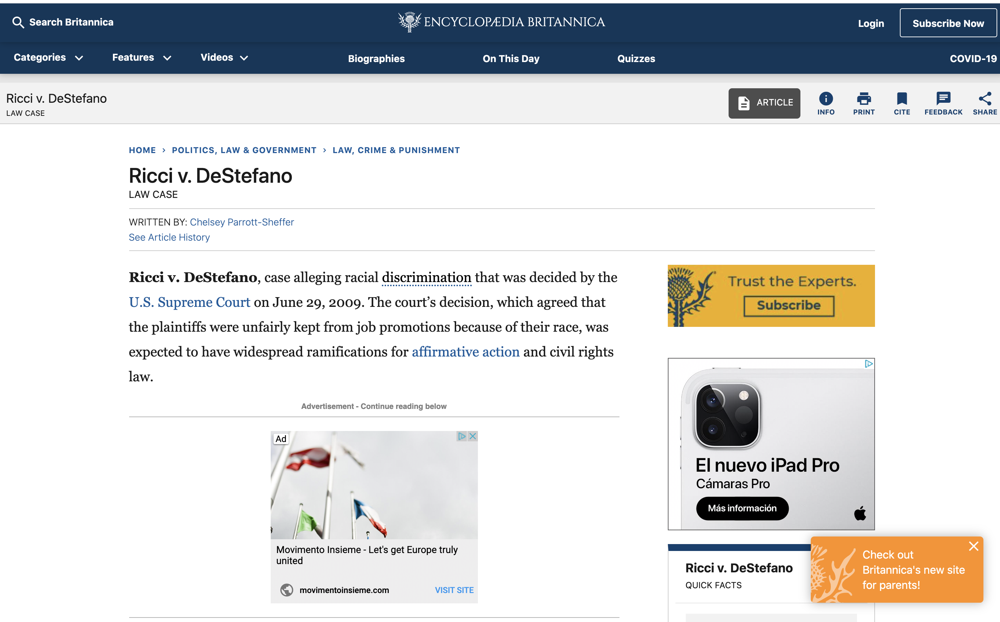 Search Britannica
ENCYCLOPÆDIA BRITANNICA
Login
Subscribe Now
Categories
Features
Videos
Biographies
On This Day
Quizzes
COVID-19
Ricci v. DeStefano
LAW CASE
ARTICLE
INFO
PRINT
CITE
FEEDBACK
SHARE
HOME > POLITICS, LAW & GOVERNMENT > LAW, CRIME & PUNISHMENT
Ricci v. DeStefano
LAW CASE
WRITTEN BY: Chelsey Parrott-Sheffer
See Article History
Ricci v. DeStefano, case alleging racial discrimination that was decided by the
U.S. Supreme Court on June 29, 2009. The court’s decision, which agreed that
the plaintiffs were unfairly kept from job promotions because of their race, was
expected to have widespread ramifications for affirmative action and civil rights
law.
Advertisement - Continue reading below
Ad
Movimento Insieme - Let's get Europe truly
united
movimentoinsieme.com
VISIT SITE
Trust the Experts.
Subscribe
El nuevo iPad Pro
Cámaras Pro
Más información
Ricci v. DeStefano
QUICK FACTS
Check out
Britannica's new site
for parents!